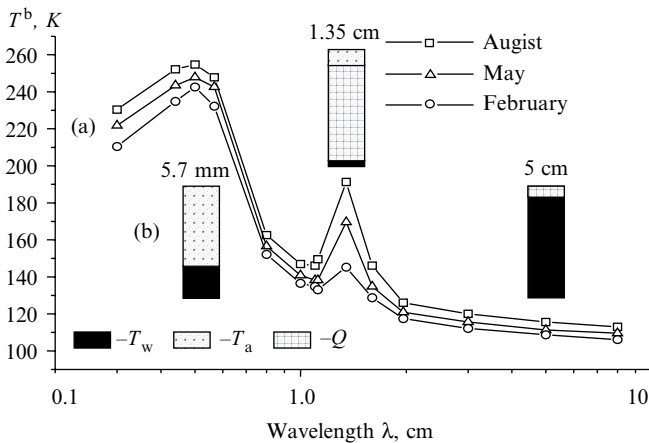 Tᵇ, K
1.35 cm
Augist
May
February
260
240
220
200
180
160
140
120
100
(a)
5.7 mm
(b)
5 cm
–T_w –T_a –Q
0.1 1.0 10
Wavelength λ, cm